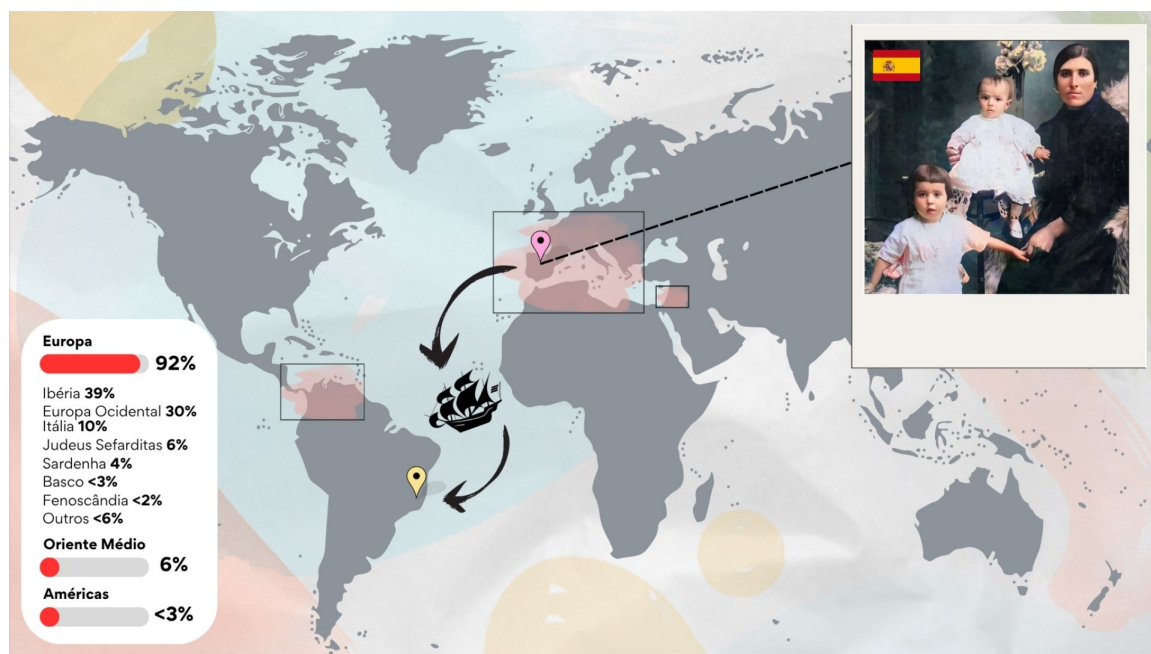 Europa
92%
Ibéria 39%
Europa Ocidental 30%
Itália 10%
Judeus Sefarditas 6%
Sardenha 4%
Basco <3%
Fenoscândia <2%
Outros <6%
Oriente Médio
6%
Américas
<3%